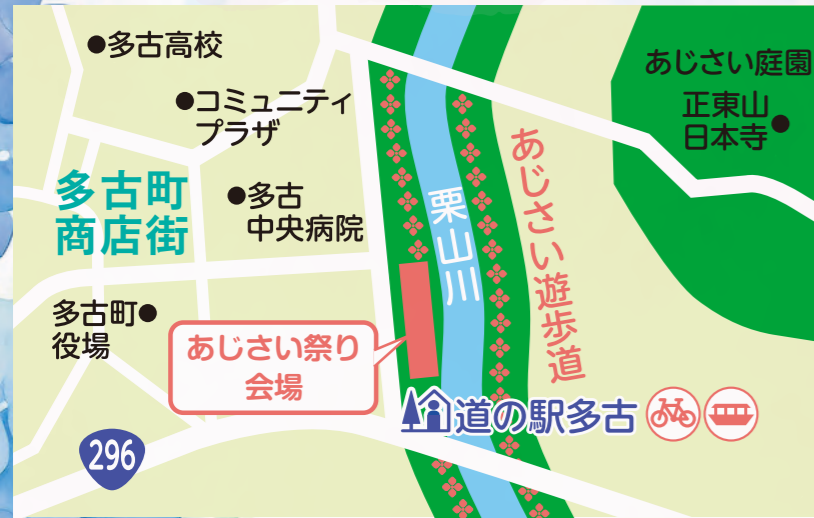 多古高校
コミュニティ
プラザ
多古町
商店街
多古
中央病院
多古町
役場
あじさい祭り
会場
296
栗山川
あじさい遊歩道
道の駅多古
あじさい庭園
正東山
日本寺